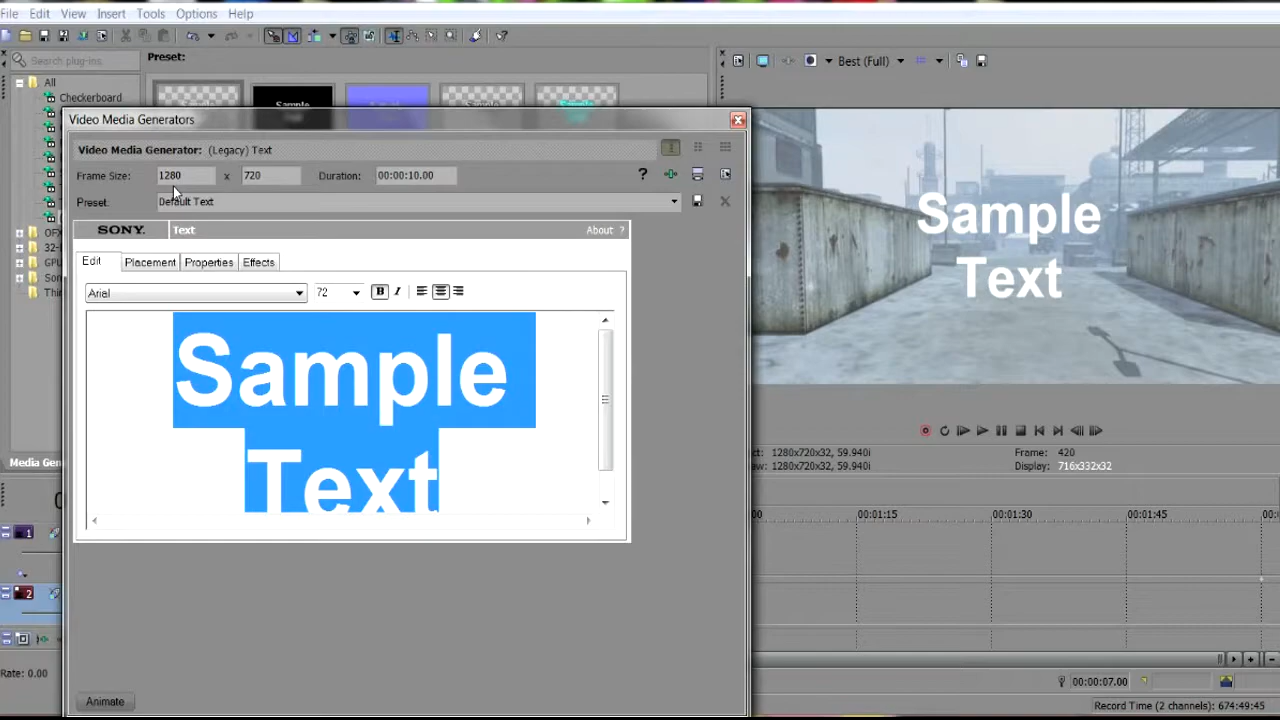 File Edit View Insert Tools Options Help
Search plug-ins
Preset:
Best (Full)
All
Checkerboard
Sample
Video Media Generators
Video Media Generator: (Legacy) Text
Frame Size: 1280 x 720 Duration: 00:00:10.00
Preset: Default Text
SONY. Text About ?
Edit Placement Properties Effects
Arial 72 B I
Sample
Text
Sample
Text
Media Gen
1280x720x32, 59.940i
Frame: 420
1280x720x32, 59.940i
Display: 716x332x32
00:01:15 00:01:30 00:01:45
1
2
Rate: 0.00
Animate
00:00:07.00
Record Time (2 channels): 674:49:45